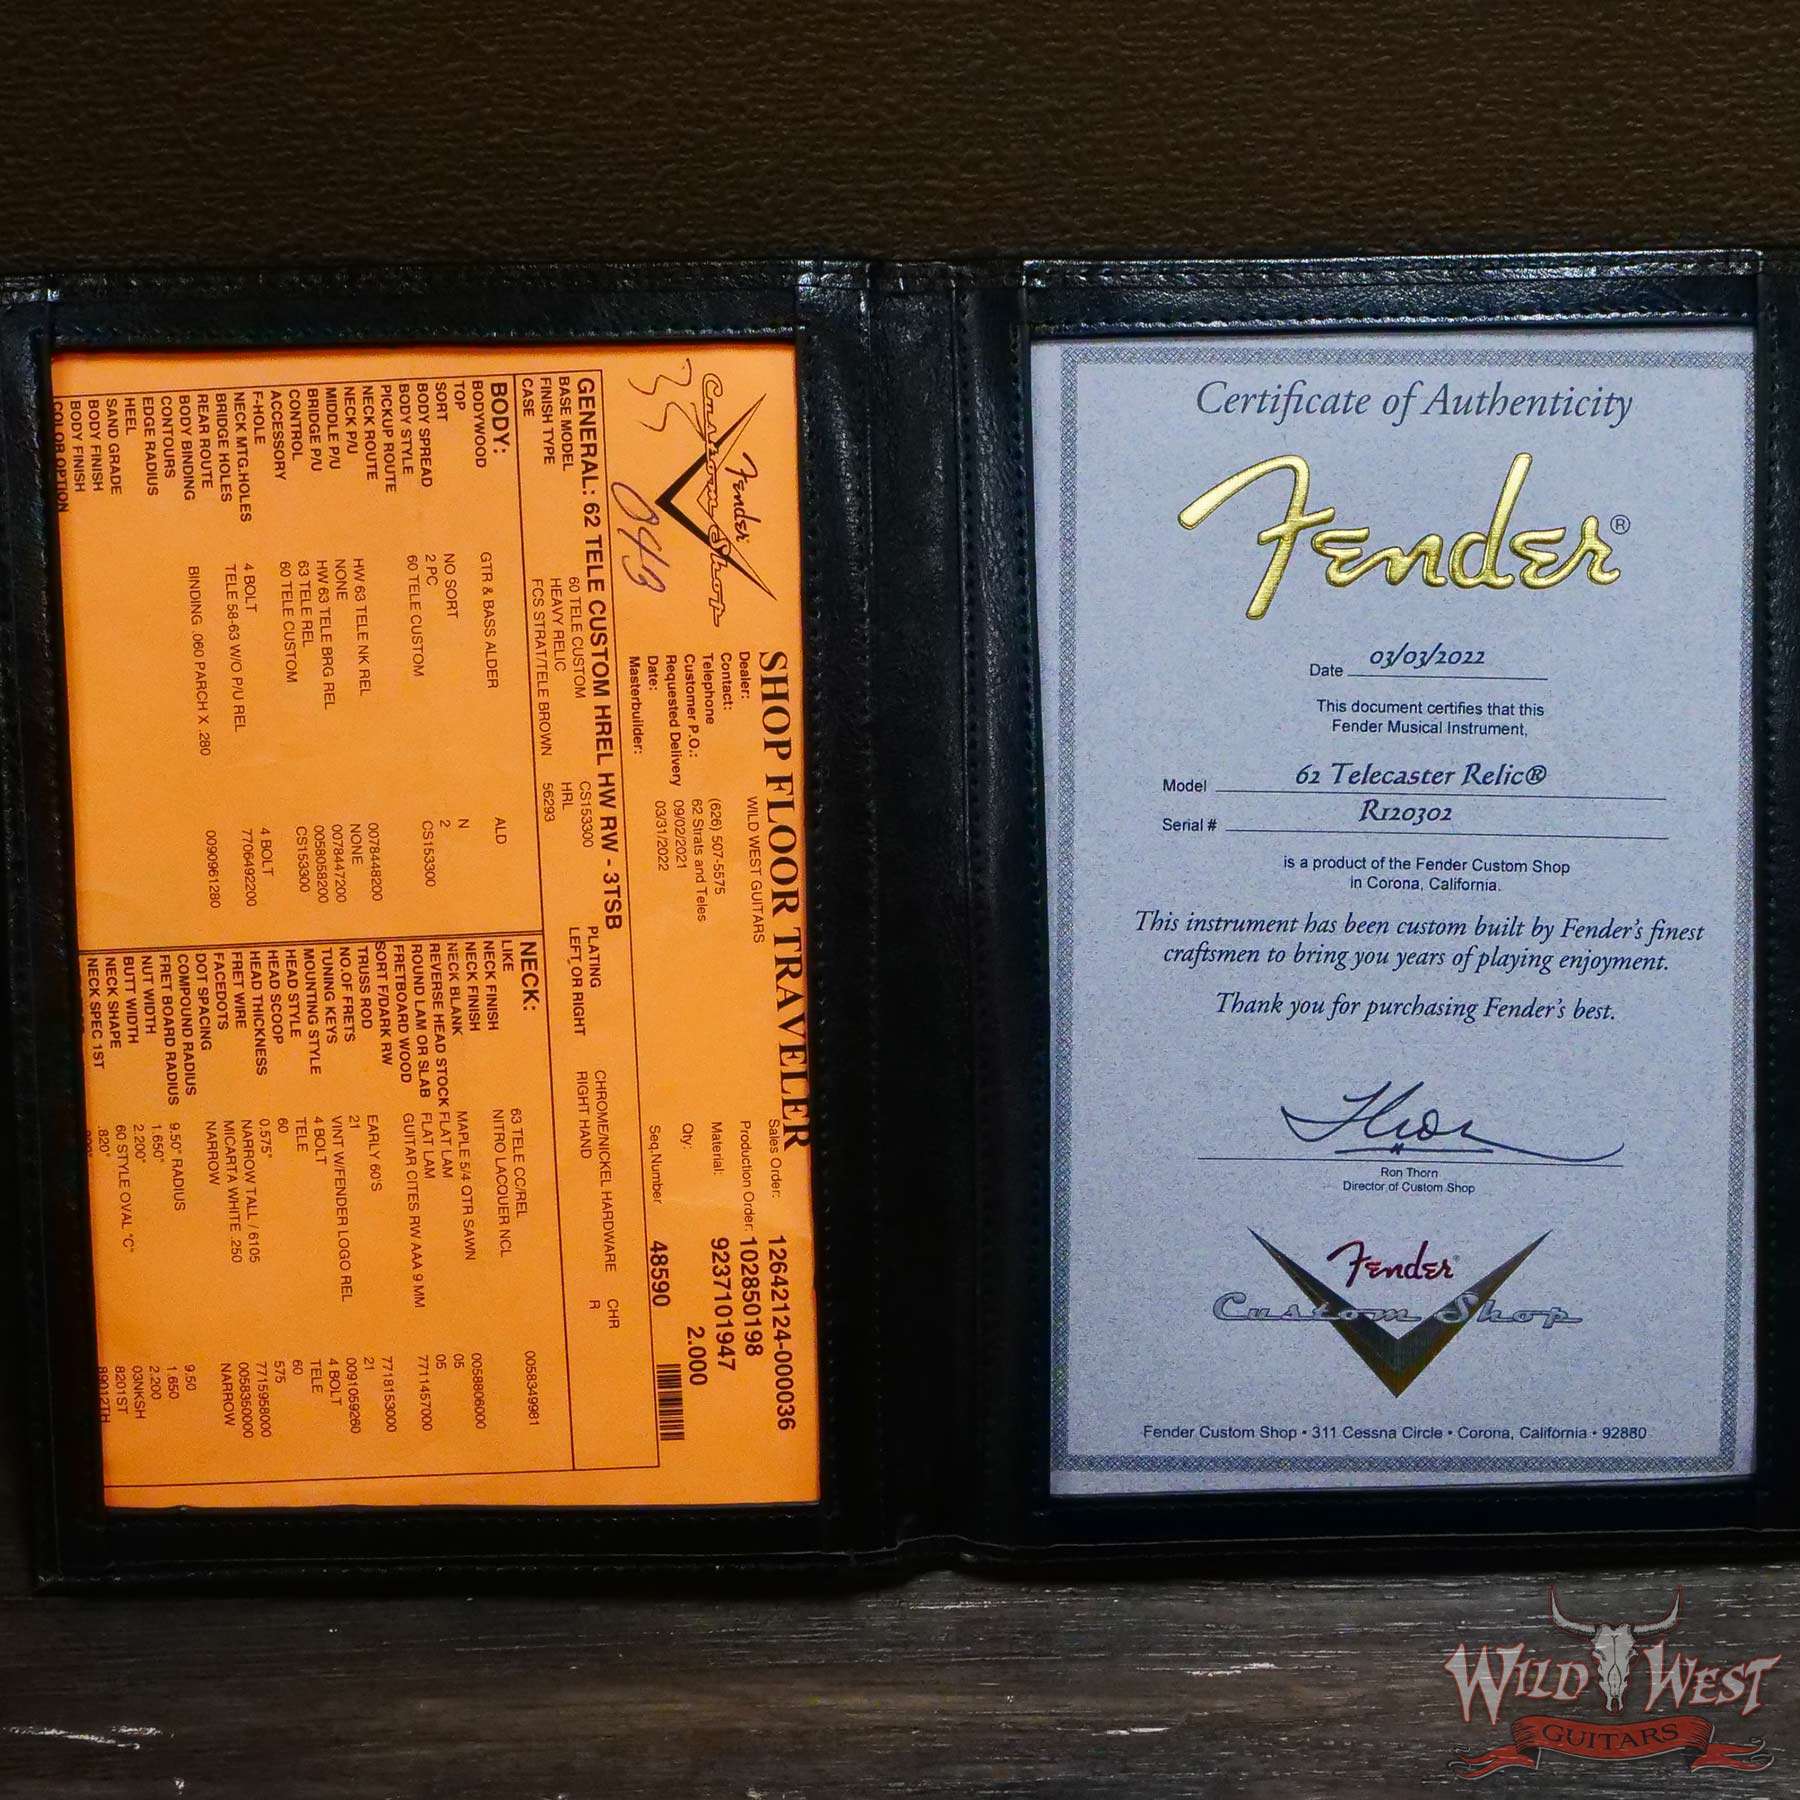 Fender
Custom Shop
SHOP FLOOR TRAVELER
Dealer: WILD WEST GUITARS
Contact:
Telephone (626) 507-5575
Customer P.O.: 62 Strats and Teles
Requested Delivery 09/02/2021
Date: 03/31/2022
Masterbuilder:
Sales Order: 12642124-000036
Production Order: 102850198
Material: 9237101947
Qty: 2.000
Seq.Number 48590
GENERAL: 62 TELE CUSTOM HREL HW RW - 3TSB
BASE MODEL 60 TELE CUSTOM CS153300
FINISH TYPE HEAVY RELIC HRL
CASE FCS STRAT/TELE BROWN 56293
PLATING CHROME/NICKEL HARDWARE CHR
LEFT OR RIGHT RIGHT HAND R
BODY:
BODYWOOD GTR & BASS ALDER ALD
TOP
SORT NO SORT N
BODY SPREAD 2 PC 2
BODY STYLE 60 TELE CUSTOM CS153300
PICKUP ROUTE
NECK ROUTE
NECK P/U HW 63 TELE NK REL 0078448200
MIDDLE P/U NONE NONE
BRIDGE P/U HW 63 TELE BRG REL 0078447200
CONTROL 63 TELE REL 0058058200
ACCESSORY 60 TELE CUSTOM CS153300
F-HOLE
NECK MTG.HOLES 4 BOLT 4 BOLT
BRIDGE HOLES TELE 58-63 W/O P/U REL 7706492200
REAR ROUTE
BODY BINDING BINDING .060 PARCH X .280 0090961280
CONTOURS
EDGE RADIUS
HEEL
SAND GRADE
BODY FINISH
BODY FINISH
COLOR OPTION
NECK:
LIKE 63 TELE CC/REL 0058349981
NECK FINISH NITRO LACQUER NCL
NECK FINISH
NECK BLANK MAPLE 5/4 QTR SAWN 0058806000
REVERSE HEAD STOCK FLAT LAM 05
ROUND LAM OR SLAB FLAT LAM 05
FRETBOARD WOOD GUITAR CITES RW AAA 9 MM 7711457000
SORT F/DARK RW
TRUSS ROD EARLY 60'S 7718153000
NO.OF FRETS 21 21
TUNING KEYS VINT W/FENDER LOGO REL 0091059260
MOUNTING STYLE 4 BOLT 4 BOLT
HEAD STYLE TELE TELE
HEAD SCOOP 60 60
HEAD THICKNESS 0.575" 575
FRET WIRE NARROW TALL / 6105 7715958000
FACEDOTS MICARTA WHITE .250 0058350000
DOT SPACING NARROW NARROW
COMPOUND RADIUS
FRET BOARD RADIUS 9.50" RADIUS 9.50
NUT WIDTH 1.650" 1.650
BUTT WIDTH 2.200" 2.200
NECK SHAPE 60 STYLE OVAL "C" 03NKSH
NECK SPEC 1ST .820" 8201ST
Certificate of Authenticity
Fender®
Date 03/03/2022
This document certifies that this
Fender Musical Instrument,
Model 62 Telecaster Relic®
Serial # R120302
is a product of the Fender Custom Shop
in Corona, California.
This instrument has been custom built by Fender's finest
craftsmen to bring you years of playing enjoyment.
Thank you for purchasing Fender's best.
Ron Thorn
Director of Custom Shop
Fender®
Custom Shop
Fender Custom Shop • 311 Cessna Circle • Corona, California • 92880
WILD WEST
GUITARS